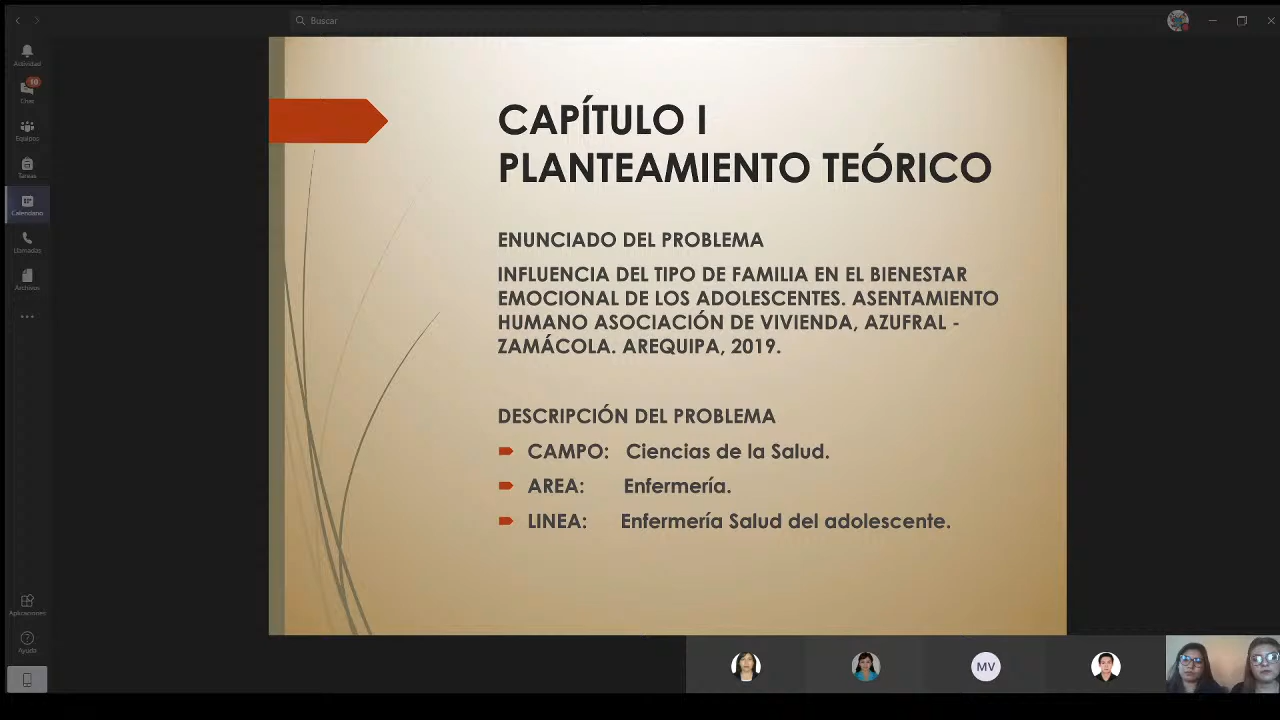 Buscar
Actividad
10
Chat
Equipos
Tareas
Calendario
Llamadas
Archivos
...
CAPÍTULO I
PLANTEAMIENTO TEÓRICO
ENUNCIADO DEL PROBLEMA
INFLUENCIA DEL TIPO DE FAMILIA EN EL BIENESTAR
EMOCIONAL DE LOS ADOLESCENTES. ASENTAMIENTO
HUMANO ASOCIACIÓN DE VIVIENDA, AZUFRAL -
ZAMÁCOLA. AREQUIPA, 2019.
DESCRIPCIÓN DEL PROBLEMA
CAMPO: Ciencias de la Salud.
AREA: Enfermería.
LINEA: Enfermería Salud del adolescente.
Aplicaciones
Ayuda
MV